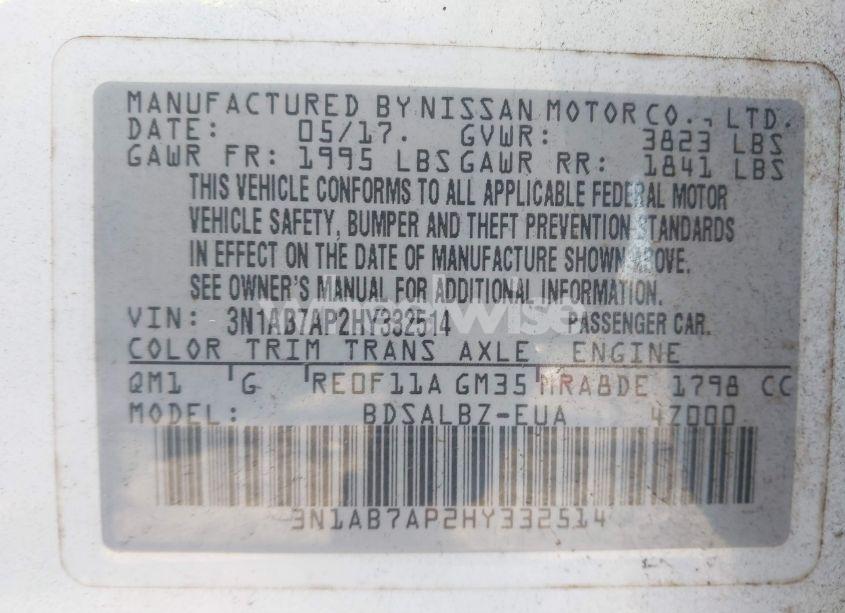 MANUFACTURED BY NISSAN MOTOR CO., LTD.
DATE: 05/17. GVWR: 3823 LBS
GAWR FR: 1995 LBS GAWR RR: 1841 LBS
THIS VEHICLE CONFORMS TO ALL APPLICABLE FEDERAL MOTOR
VEHICLE SAFETY, BUMPER AND THEFT PREVENTION STANDARDS
IN EFFECT ON THE DATE OF MANUFACTURE SHOWN ABOVE.
SEE OWNER'S MANUAL FOR ADDITIONAL INFORMATION.
VIN: 3N1AB7AP2HY332514 PASSENGER CAR.
COLOR TRIM TRANS AXLE ENGINE
QM1 G RE0F11A GM35 MRA8DE 1798 CC
MODEL: BDSALBZ-EUA 4Z000
3N1AB7AP2HY332514